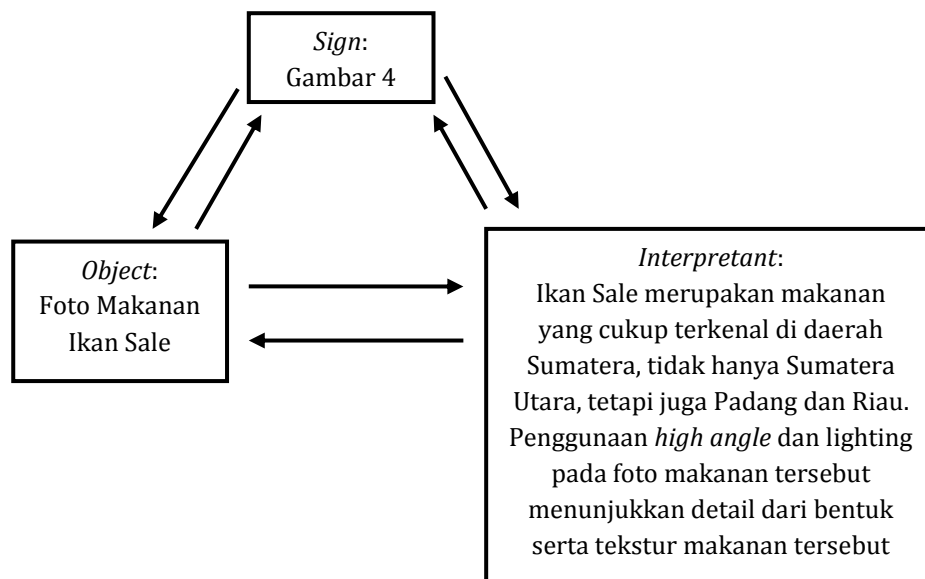 Sign:
Gambar 4
Object:
Foto Makanan
Ikan Sale
Interpretant:
Ikan Sale merupakan makanan
yang cukup terkenal di daerah
Sumatera, tidak hanya Sumatera
Utara, tetapi juga Padang dan Riau.
Penggunaan high angle dan lighting
pada foto makanan tersebut
menunjukkan detail dari bentuk
serta tekstur makanan tersebut